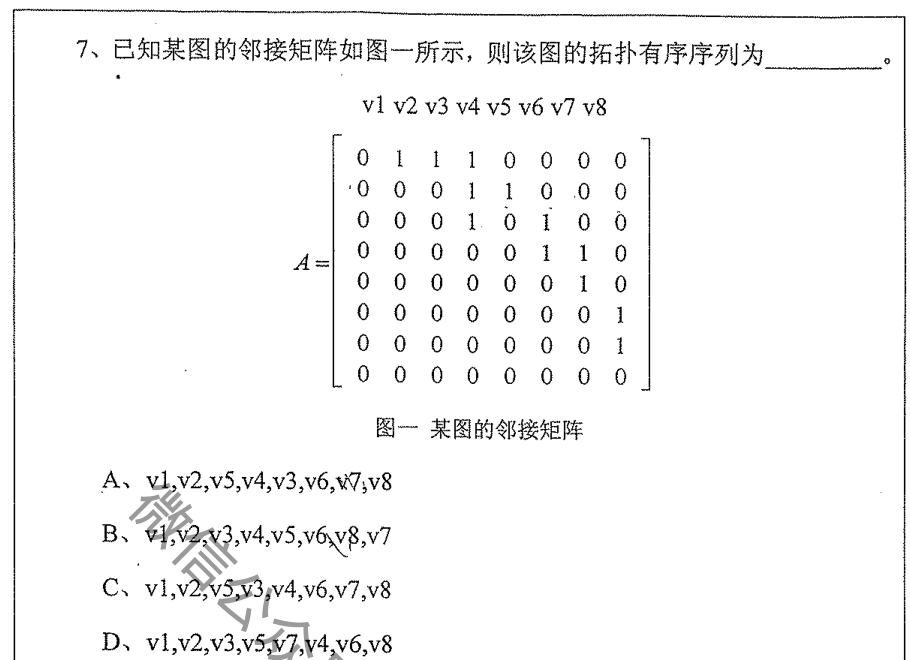 7、已知某图的邻接矩阵如图一所示，则该图的拓扑有序序列为__________。
v1 v2 v3 v4 v5 v6 v7 v8
0 1 1 1 0 0 0 0
0 0 0 1 1 0 0 0
0 0 0 1 0 1 0 0
0 0 0 0 0 1 1 0
A=
0 0 0 0 0 0 1 0
0 0 0 0 0 0 0 1
0 0 0 0 0 0 0 1
0 0 0 0 0 0 0 0
图一 某图的邻接矩阵
A、v1,v2,v5,v4,v3,v6,v7,v8
B、v1,v2,v3,v4,v5,v6,v8,v7
C、v1,v2,v5,v3,v4,v6,v7,v8
D、v1,v2,v3,v5,v7,v4,v6,v8
微信公众